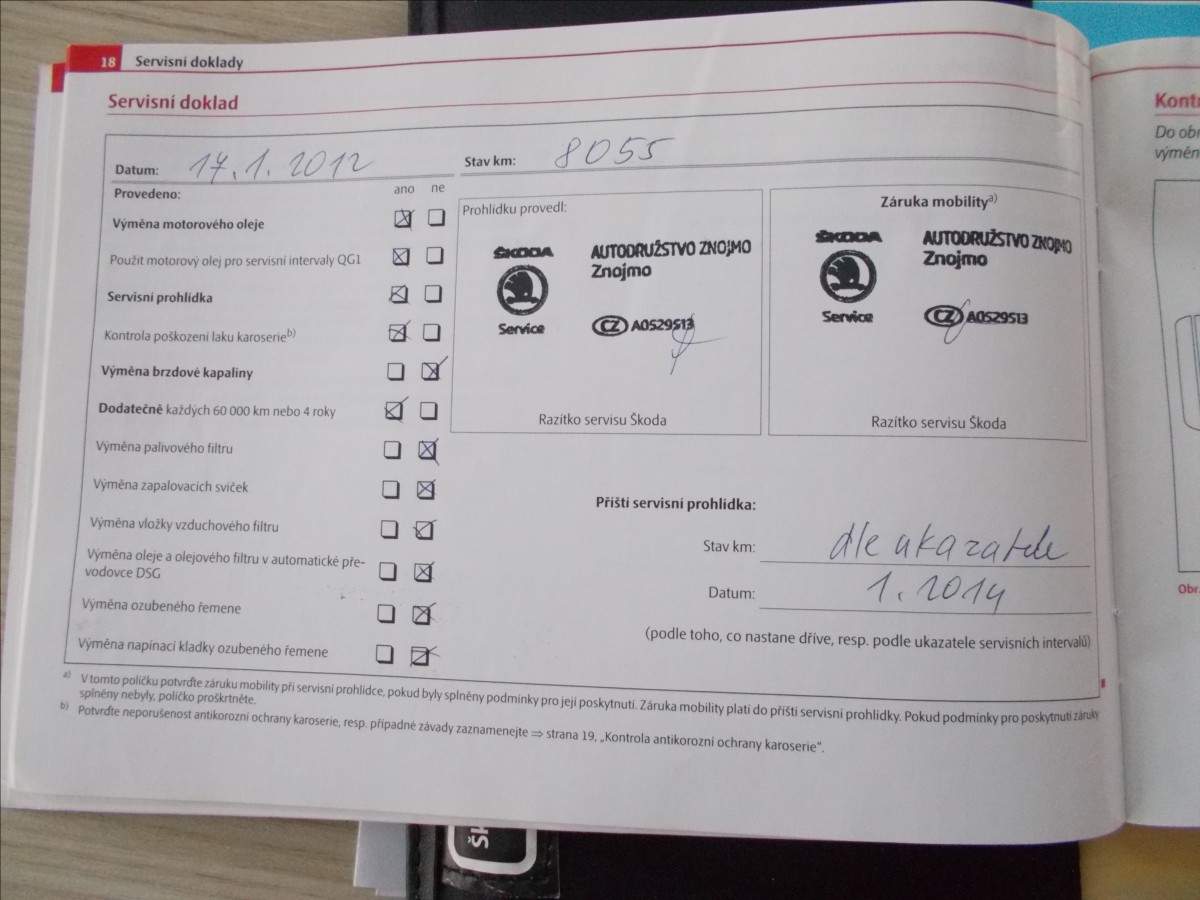 18 Servisní doklady
Servisní doklad
Datum: 17.1.2012
Stav km: 8055
Provedeno: ano ne
Výměna motorového oleje
Použit motorový olej pro servisní intervaly QG1
Servisní prohlídka
Kontrola poškození laku karoserie b)
Výměna brzdové kapaliny
Dodatečně každých 60 000 km nebo 4 roky
Výměna palivového filtru
Výměna zapalovacích svíček
Výměna vložky vzduchového filtru
Výměna oleje a olejového filtru v automatické pře-
vodovce DSG
Výměna ozubeného řemene
Výměna napínací kladky ozubeného řemene
Prohlídku provedl:
ŠKODA
Service
AUTODRUŽSTVO ZNOJMO
Znojmo
CZ A0529513
Razítko servisu Škoda
Záruka mobility a)
ŠKODA
Service
AUTODRUŽSTVO ZNOJMO
Znojmo
CZ A0529513
Razítko servisu Škoda
Příští servisní prohlídka:
Stav km: dle ukazatele
Datum: 1.2014
(podle toho, co nastane dříve, resp. podle ukazatele servisních intervalů)
a) V tomto políčku potvrďte záruku mobility při servisní prohlídce, pokud byly splněny podmínky pro její poskytnutí. Záruka mobility platí do příští servisní prohlídky. Pokud podmínky pro poskytnutí záruky
splněny nebyly, políčko proškrtněte.
b) Potvrďte neporušenost antikorozní ochrany karoserie, resp. případné závady zaznamenejte ⇒ strana 19, „Kontrola antikorozní ochrany karoserie“.
Kontr
Do obr
výměn
Obr.